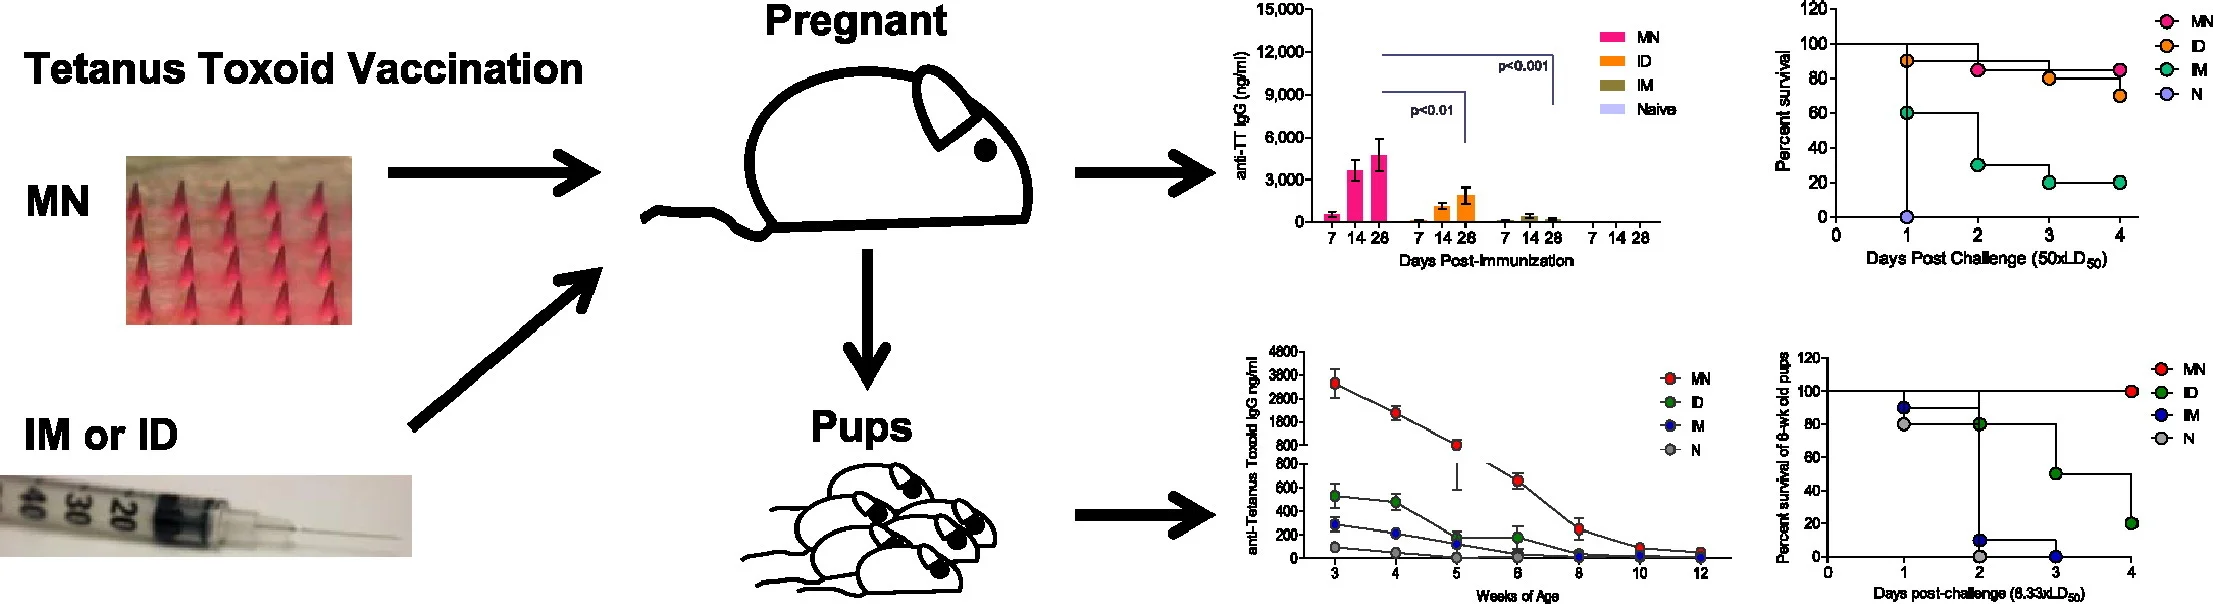 Tetanus Toxoid Vaccination
MN
IM or ID
40 30 20
Pregnant
Pups
anti-TT IgG (ng/ml)
15,000
12,000
9,000
6,000
3,000
0
p<0.001
p<0.01
MN
ID
IM
Naive
7 14 28 7 14 28 7 14 28 7 14 28
Days Post-Immunization
Percent survival
120
100
80
60
40
20
0
0 1 2 3 4
Days Post Challenge (50xLD50)
MN
ID
IM
N
anti-Tetanus Toxoid IgG ng/ml
4800
3800
2800
1800
800
800
600
400
200
0
3 4 5 6 8 10 12
Weeks of Age
MN
ID
IM
N
Percent survival of 6-wk old pups
120
100
80
60
40
20
0
0 1 2 3 4
Days post-challenge (6.33xLD50)
MN
ID
IM
N